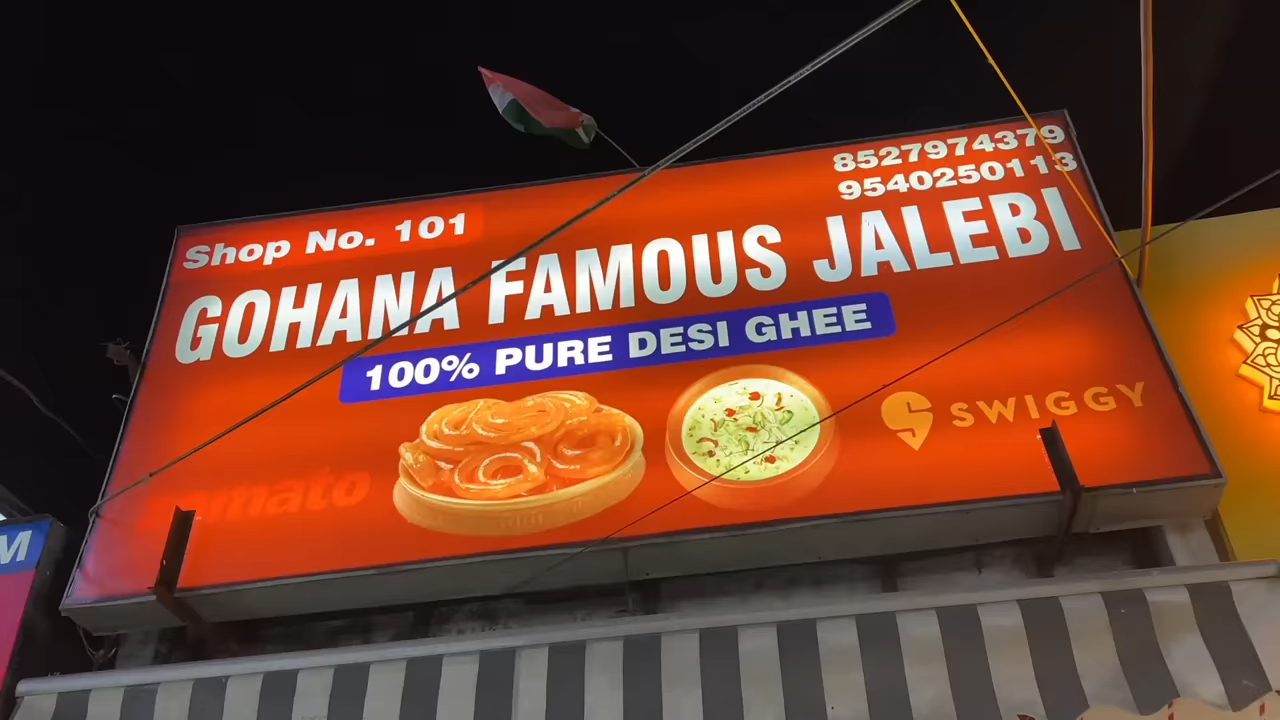 8527974379
9540250113
Shop No. 101
GOHANA FAMOUS JALEBI
100% PURE DESI GHEE
SWIGGY